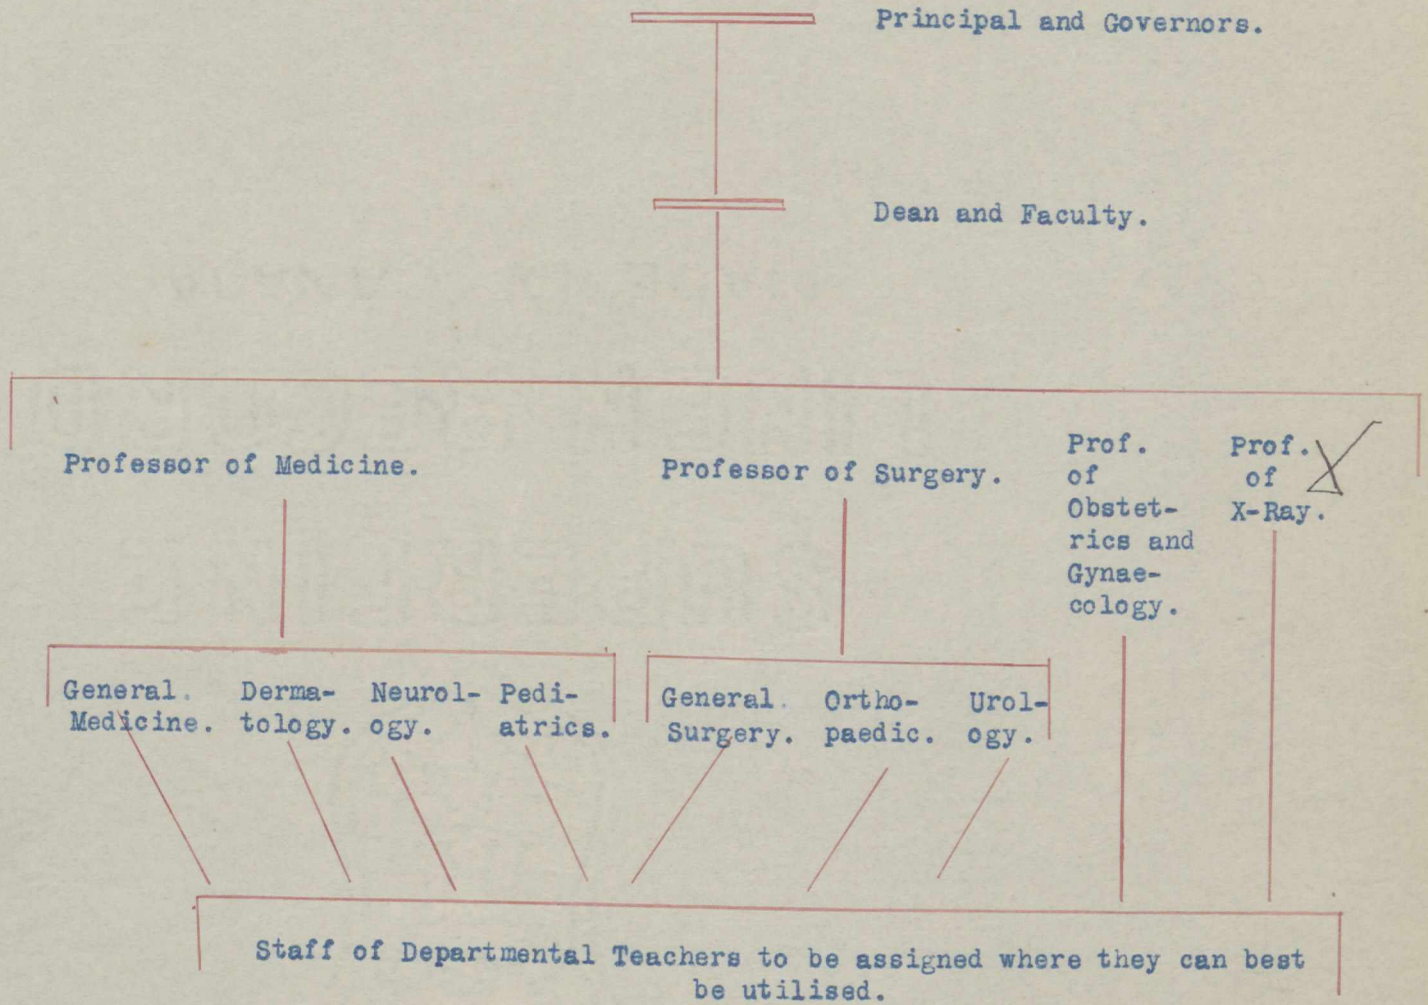 Principal and Governors.
Dean and Faculty.
Professor of Medicine.
Professor of Surgery.
Prof.
of
Obstet-
rics and
Gynae-
cology.
Prof.
of
X-Ray.
General.
Medicine.
Derma-
tology.
Neurol-
ogy.
Pedi-
atrics.
General.
Surgery.
Ortho-
paedic.
Urol-
ogy.
Staff of Departmental Teachers to be assigned where they can best
be utilised.